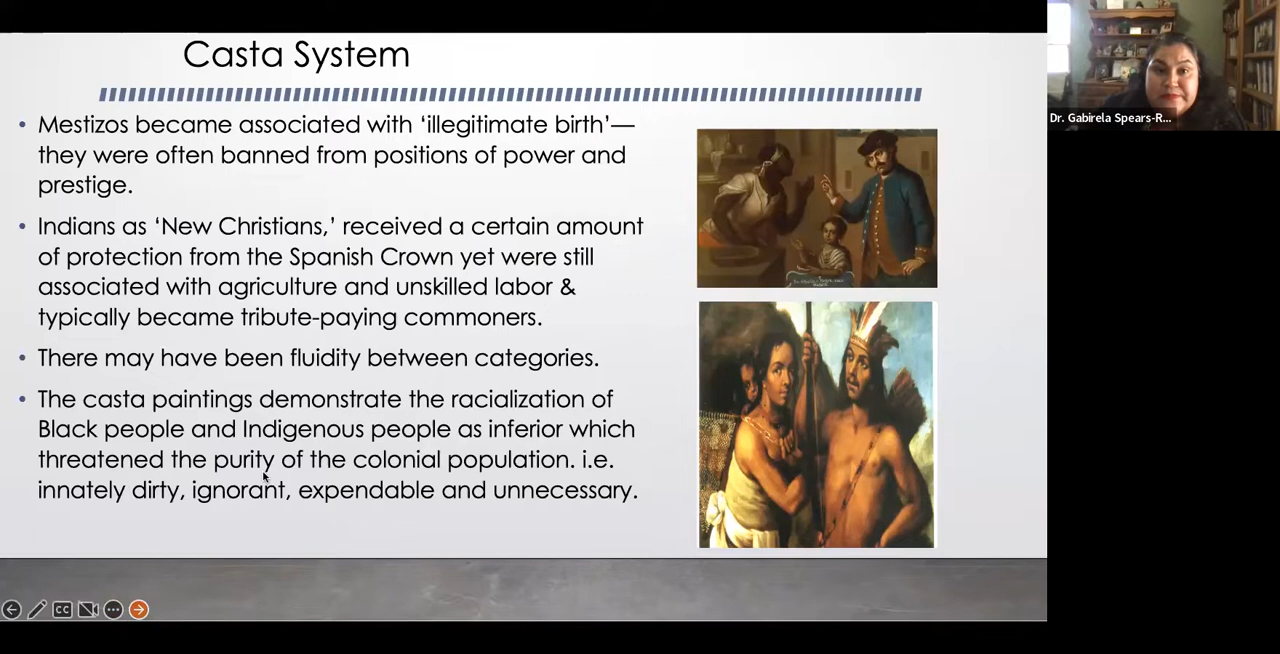 Casta System
Dr. Gabirela Spears-R...
• Mestizos became associated with ‘illegitimate birth’—
they were often banned from positions of power and
prestige.
• Indians as ‘New Christians,’ received a certain amount
of protection from the Spanish Crown yet were still
associated with agriculture and unskilled labor &
typically became tribute-paying commoners.
• There may have been fluidity between categories.
• The casta paintings demonstrate the racialization of
Black people and Indigenous people as inferior which
threatened the purity of the colonial population. i.e.
innately dirty, ignorant, expendable and unnecessary.
CC